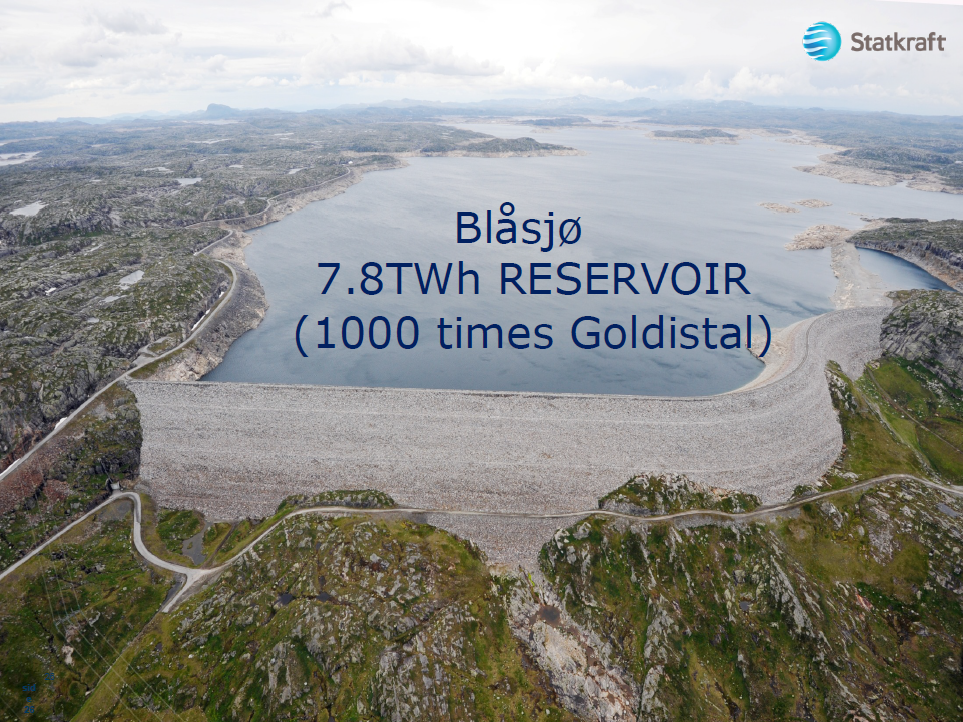 Statkraft
Blåsjø
7.8TWh RESERVOIR
(1000 times Goldistal)